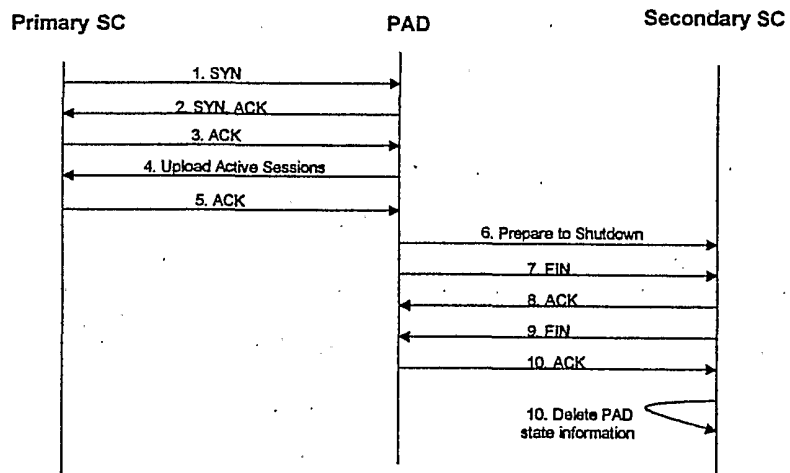 Primary SC
PAD
Secondary SC
1. SYN
2. SYN, ACK
3. ACK
4. Upload Active Sessions
5. ACK
6. Prepare to Shutdown
7. FIN
8. ACK
9. FIN
10. ACK
10. Delete PAD
state information